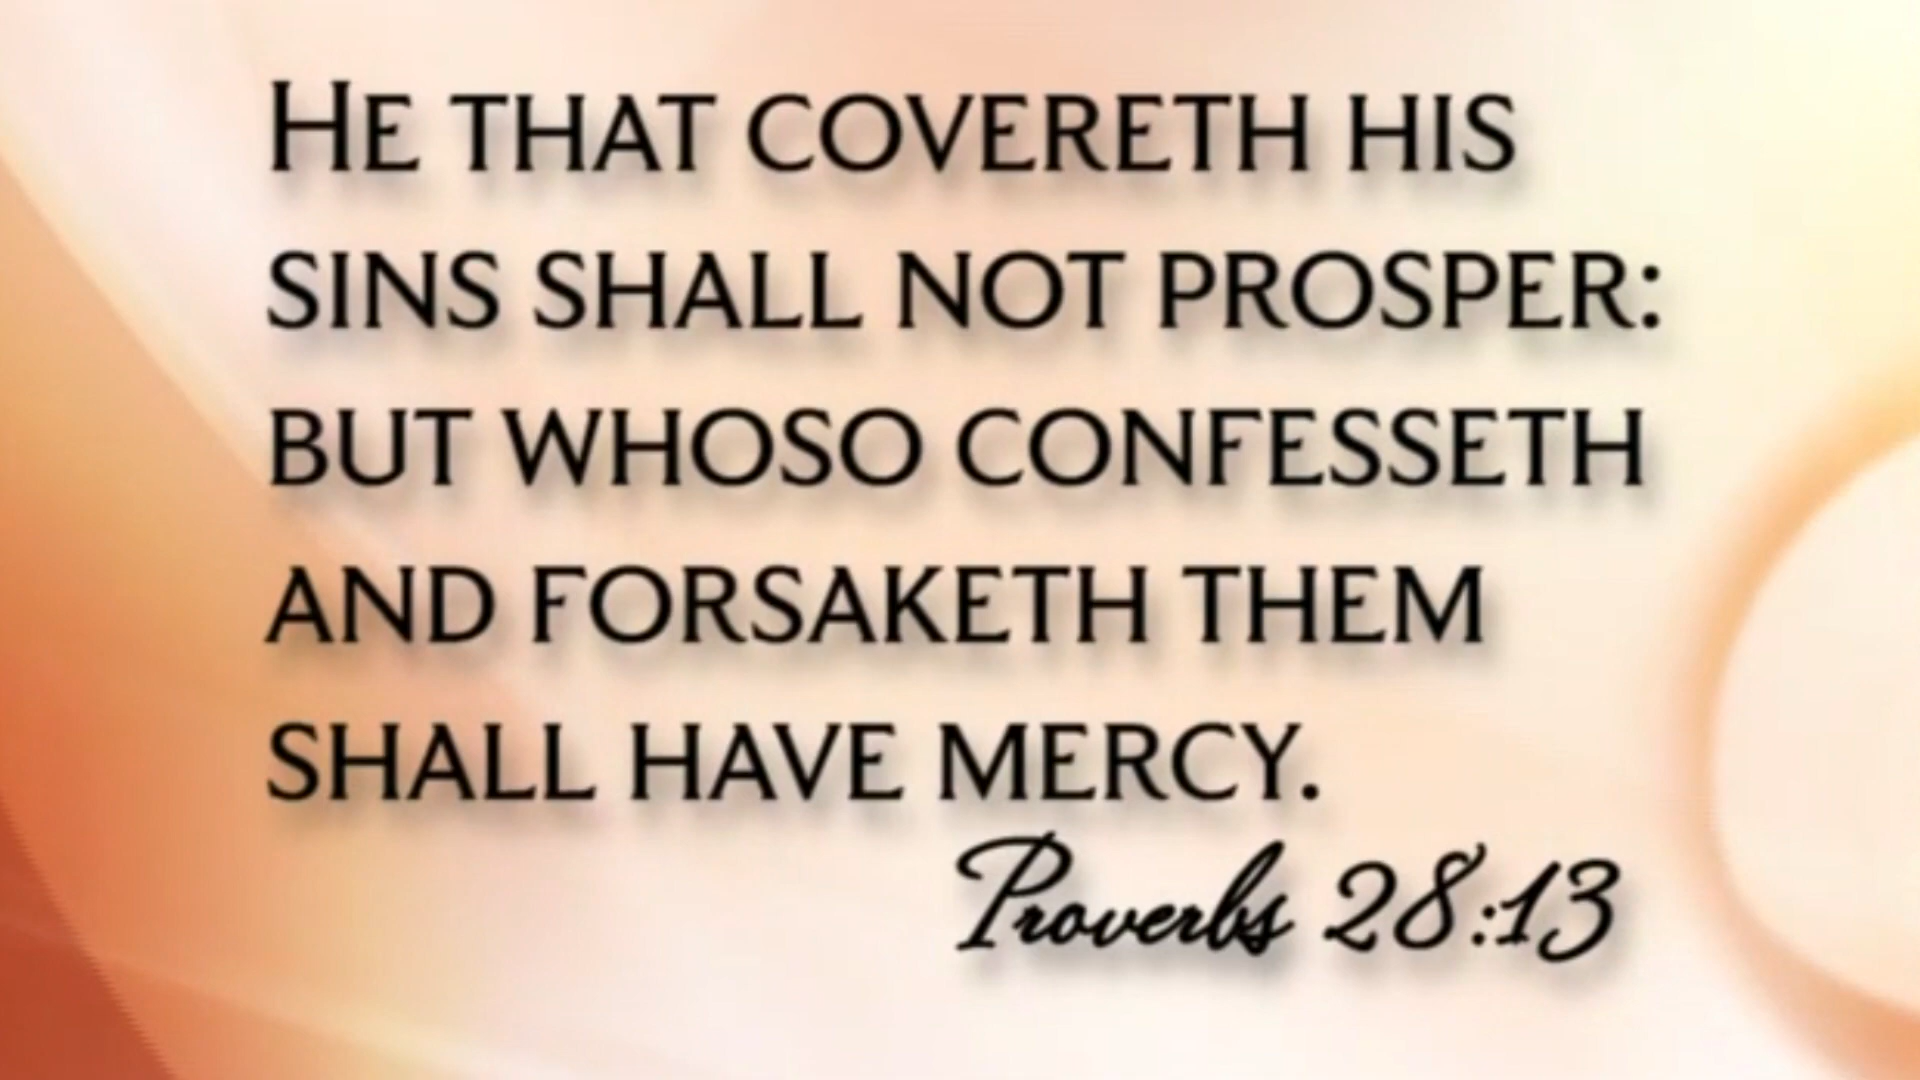 HE THAT COVERETH HIS
SINS SHALL NOT PROSPER:
BUT WHOSO CONFESSETH
AND FORSAKETH THEM
SHALL HAVE MERCY.
Proverbs 28:13